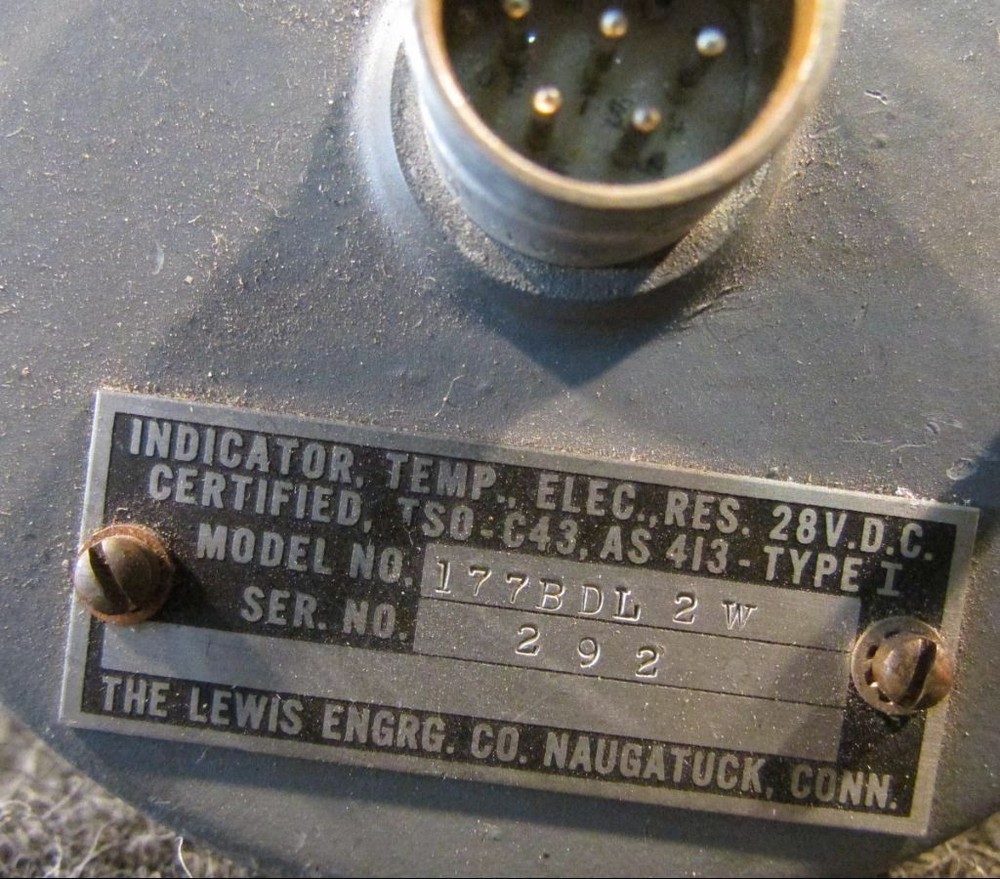 INDICATOR, TEMP., ELEC., RES. 28V.D.C.
CERTIFIED, TSO-C43, AS 413-TYPE I
MODEL NO. 177BDL 2 W
SER. NO. 292
THE LEWIS ENGRG. CO. NAUGATUCK, CONN.